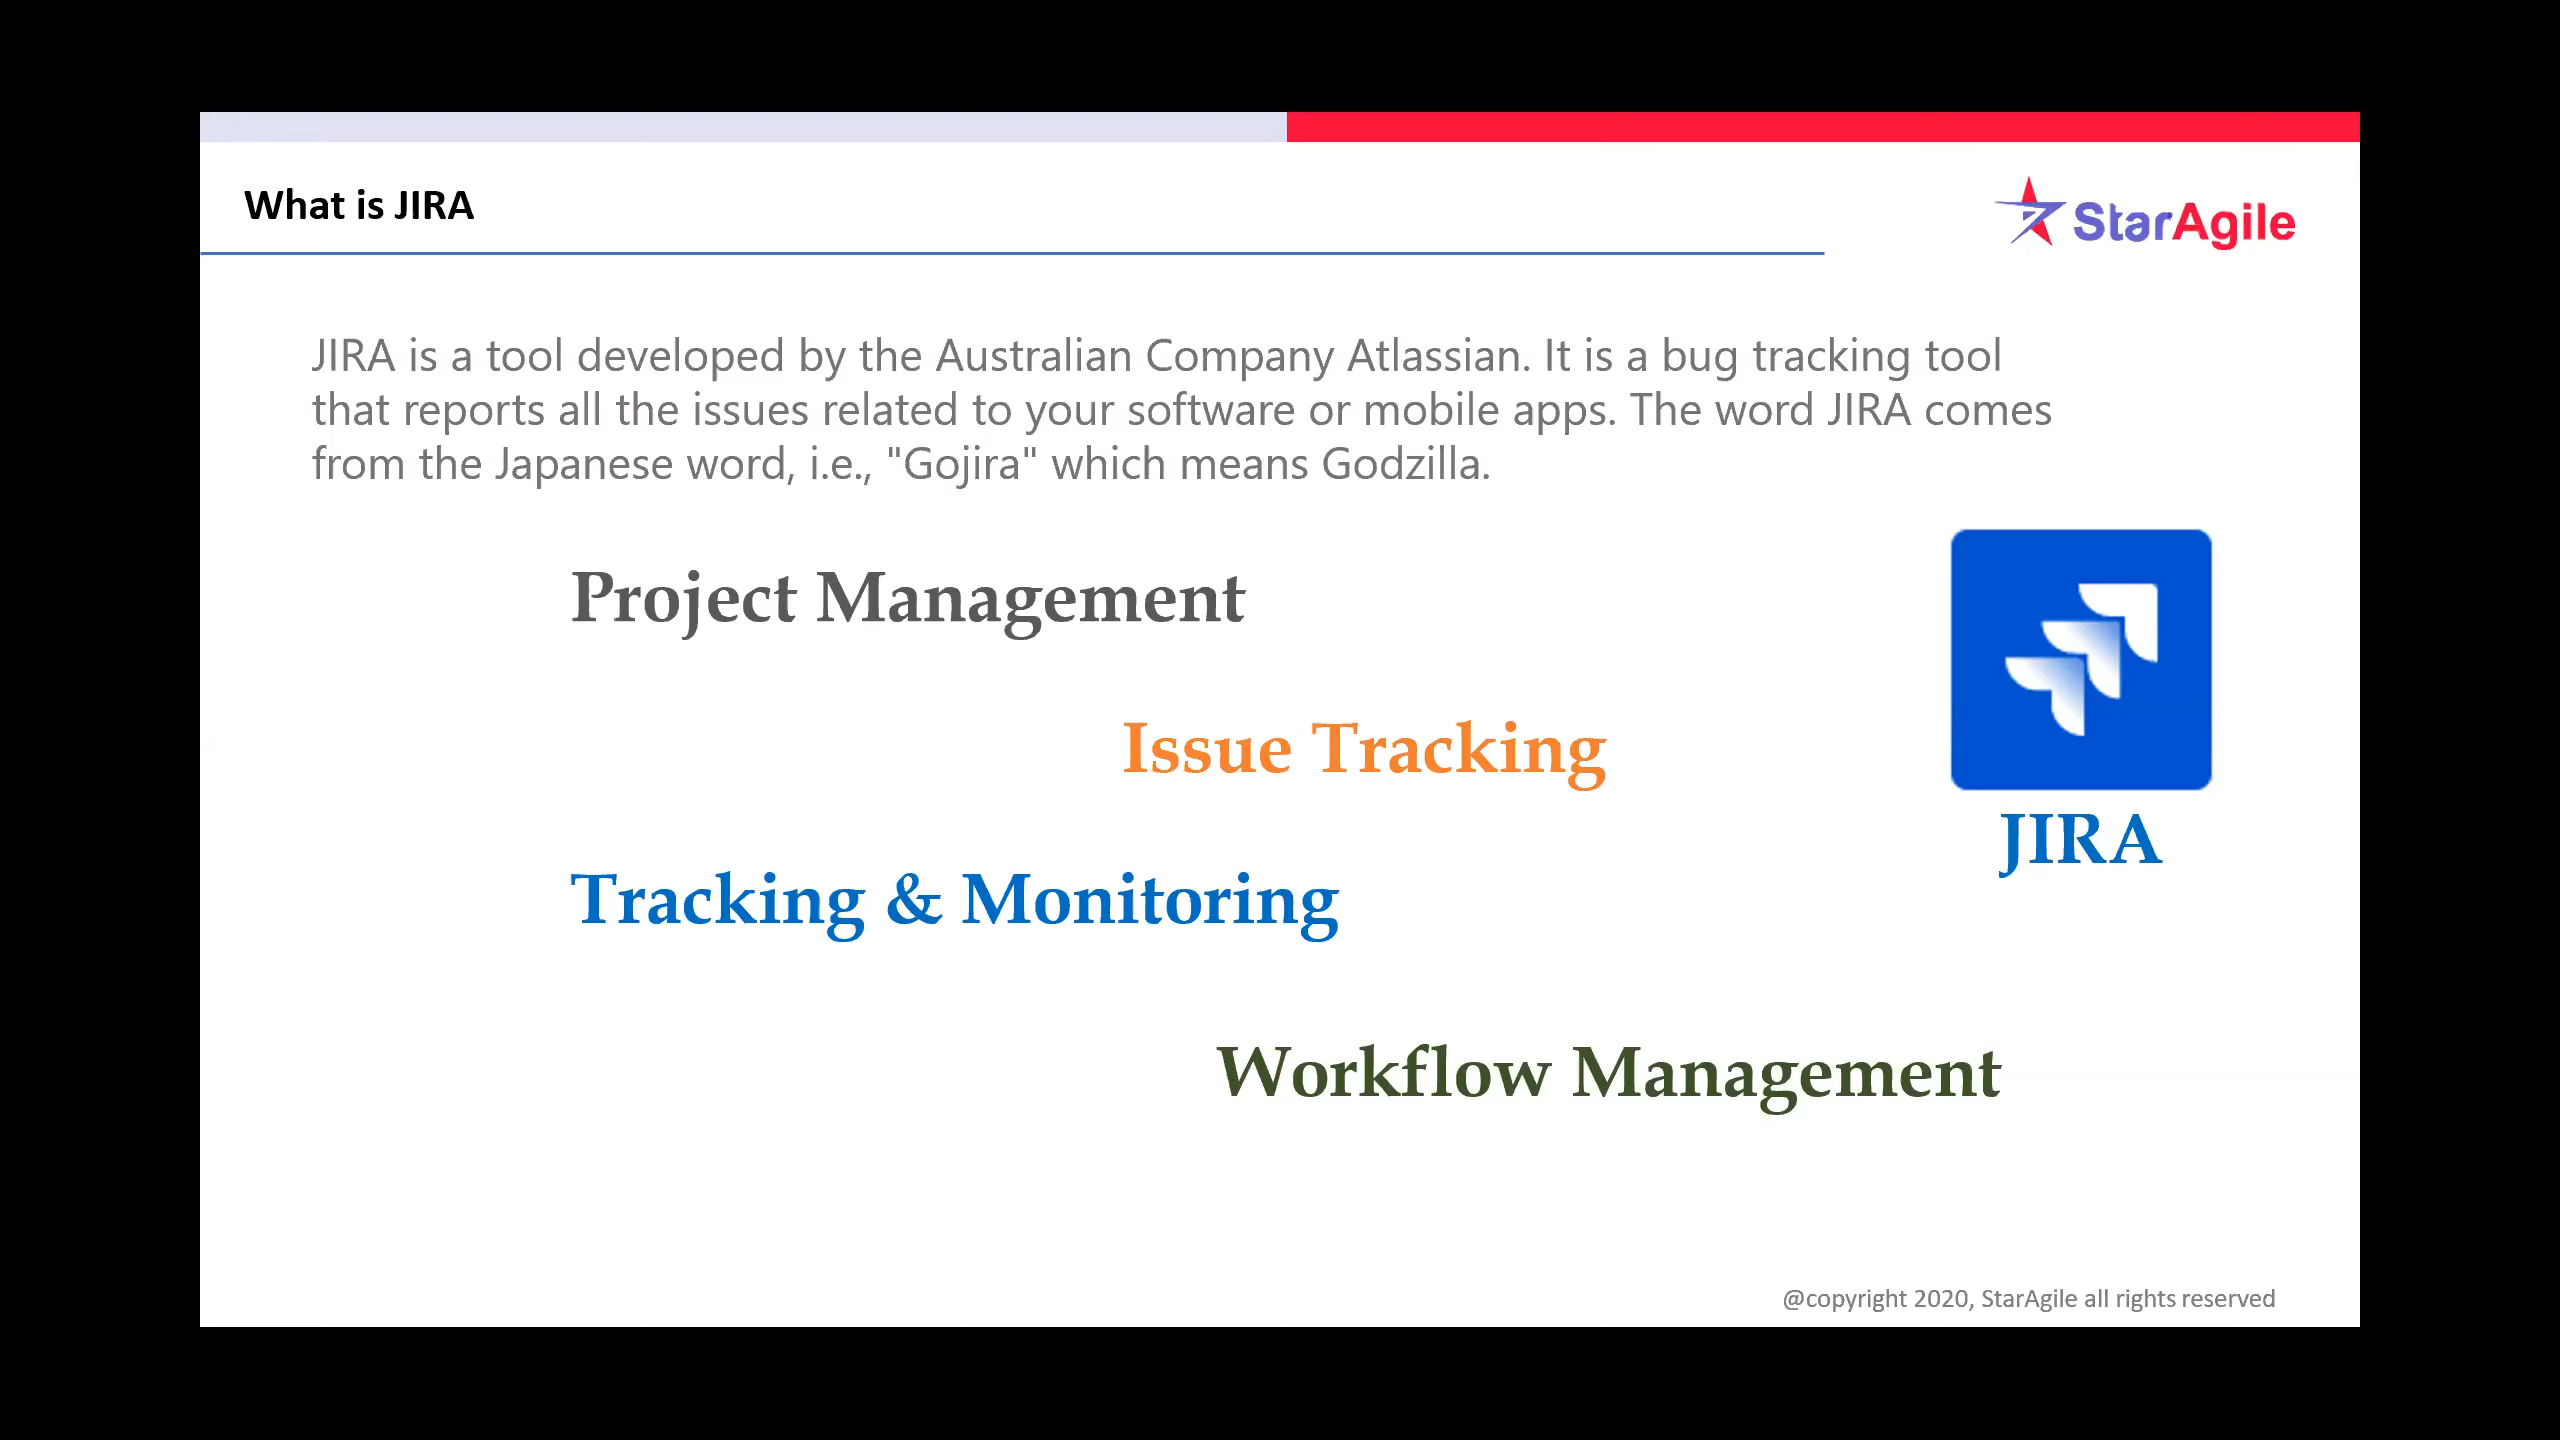 What is JIRA
StarAgile
JIRA is a tool developed by the Australian Company Atlassian. It is a bug tracking tool
that reports all the issues related to your software or mobile apps. The word JIRA comes
from the Japanese word, i.e., "Gojira" which means Godzilla.
Project Management
Issue Tracking
JIRA
Tracking & Monitoring
Workflow Management
@copyright 2020, StarAgile all rights reserved